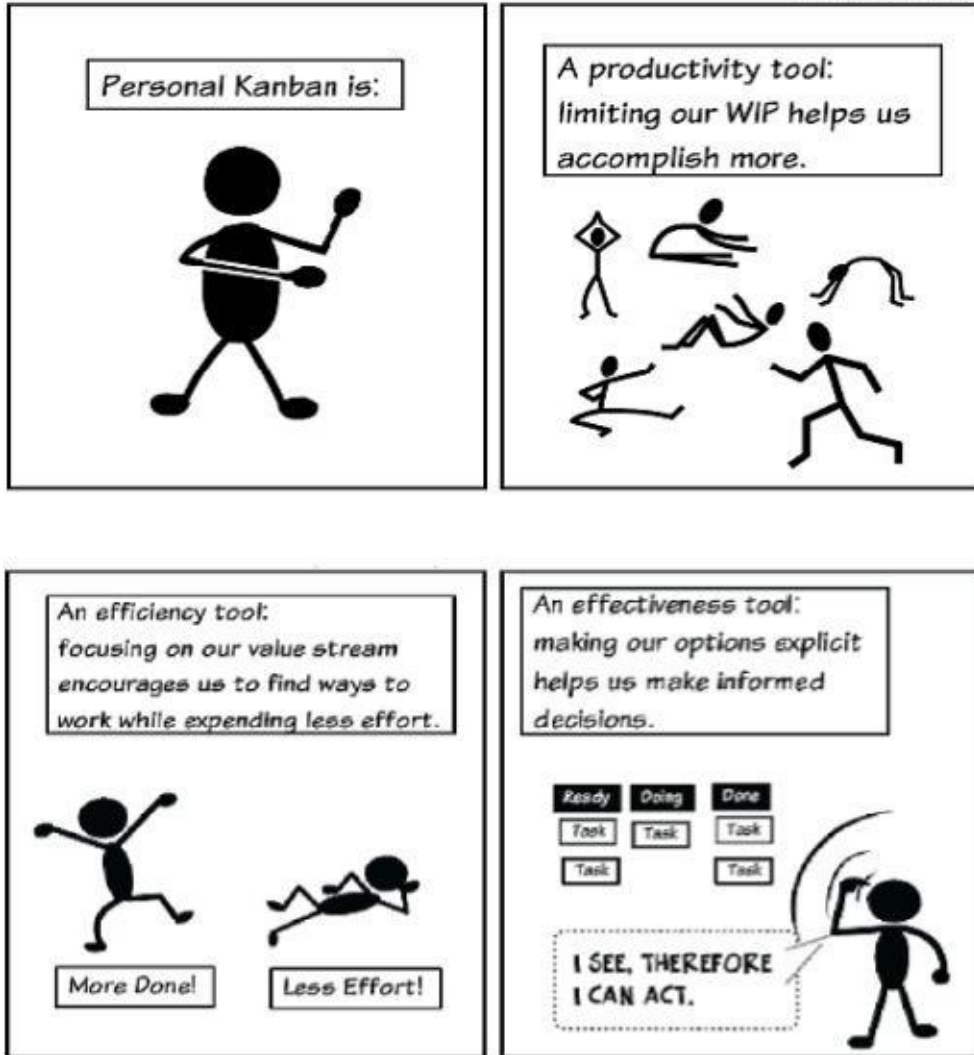 Personal Kanban is:
A productivity tool:
limiting our WIP helps us
accomplish more.
An efficiency tool:
focusing on our value stream
encourages us to find ways to
work while expending less effort.
More Done!
Less Effort!
An effectiveness tool:
making our options explicit
helps us make informed
decisions.
Ready Doing Done
Task Task Task
Task Task
I SEE, THEREFORE
I CAN ACT.